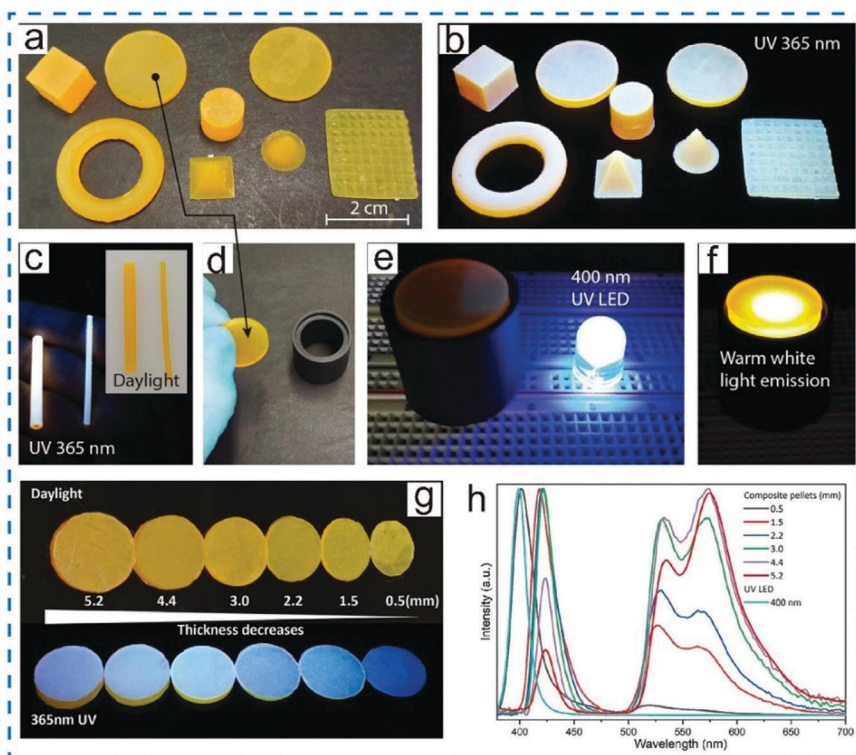 a
b
UV 365 nm
2 cm
c
d
e
f
Daylight
UV 365 nm
400 nm
UV LED
Warm white
light emission
g
Daylight
5.2 4.4 3.0 2.2 1.5 0.5(mm)
Thickness decreases
365nm UV
h
Composite pellets (mm)
0.5
1.5
2.2
3.0
4.4
5.2
UV LED
400 nm
Intensity (a.u.)
400 450 500 550 600 650 700
Wavelength (nm)